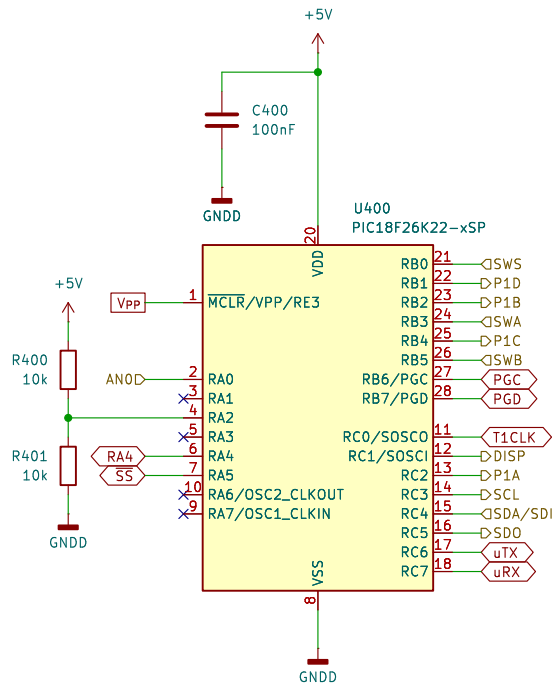 +5V
C400
100nF
GNDD
U400
PIC18F26K22-xSP
20
VDD
+5V
VPP
1
MCLR/VPP/RE3
R400
10k
AN0
2
RA0
3
RA1
4
RA2
5
RA3
R401
10k
RA4
6
RA4
SS
7
RA5
10
RA6/OSC2_CLKOUT
9
RA7/OSC1_CLKIN
GNDD
RB0
21
SWS
RB1
22
P1D
RB2
23
P1B
RB3
24
SWA
RB4
25
P1C
RB5
26
SWB
RB6/PGC
27
PGC
RB7/PGD
28
PGD
RC0/SOSCO
11
T1CLK
RC1/SOSCI
12
DISP
RC2
13
P1A
RC3
14
SCL
RC4
15
SDA/SDI
RC5
16
SDO
RC6
17
uTX
RC7
18
uRX
VSS
8
GNDD